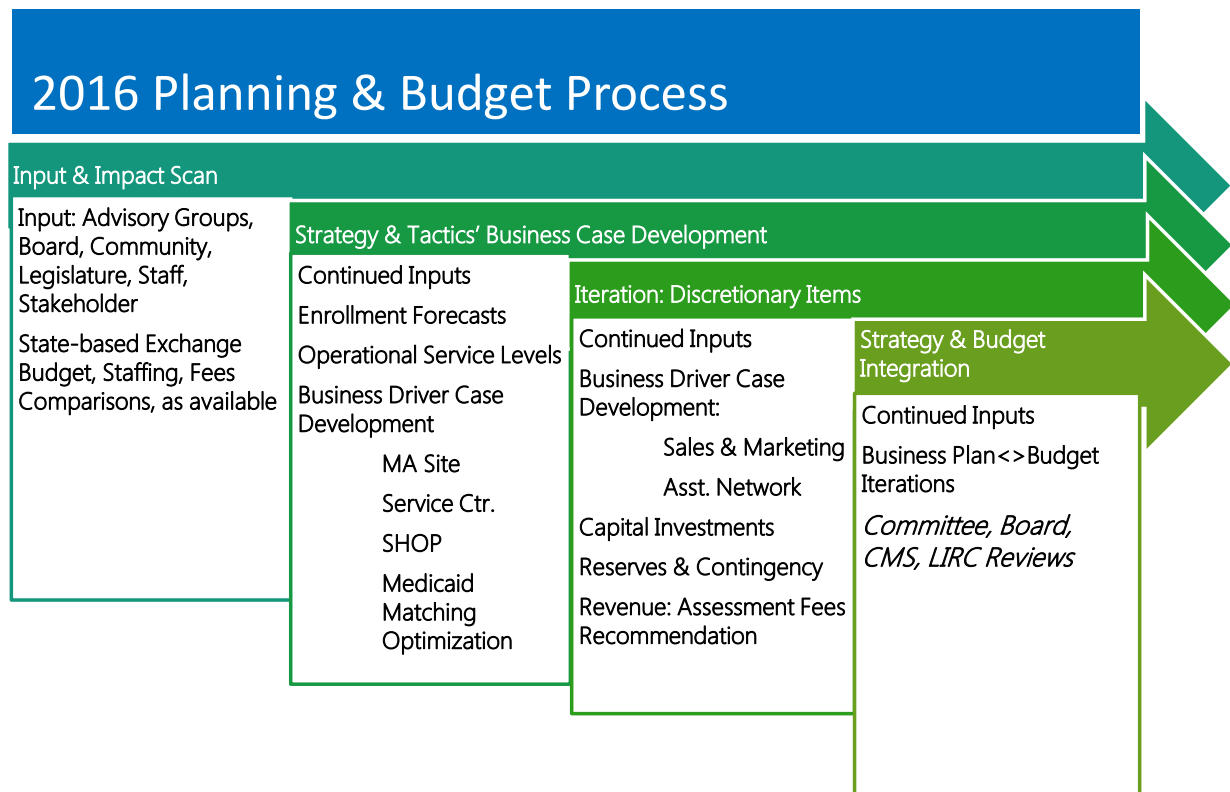 2016 Planning & Budget Process
Input & Impact Scan
Input: Advisory Groups,
Board, Community,
Legislature, Staff,
Stakeholder
State-based Exchange
Budget, Staffing, Fees
Comparisons, as available
Strategy & Tactics’ Business Case Development
Continued Inputs
Enrollment Forecasts
Operational Service Levels
Business Driver Case
Development
MA Site
Service Ctr.
SHOP
Medicaid
Matching
Optimization
Iteration: Discretionary Items
Continued Inputs
Business Driver Case
Development:
Sales & Marketing
Asst. Network
Capital Investments
Reserves & Contingency
Revenue: Assessment Fees
Recommendation
Strategy & Budget
Integration
Continued Inputs
Business Plan<>Budget
Iterations
Committee, Board,
CMS, LIRC Reviews